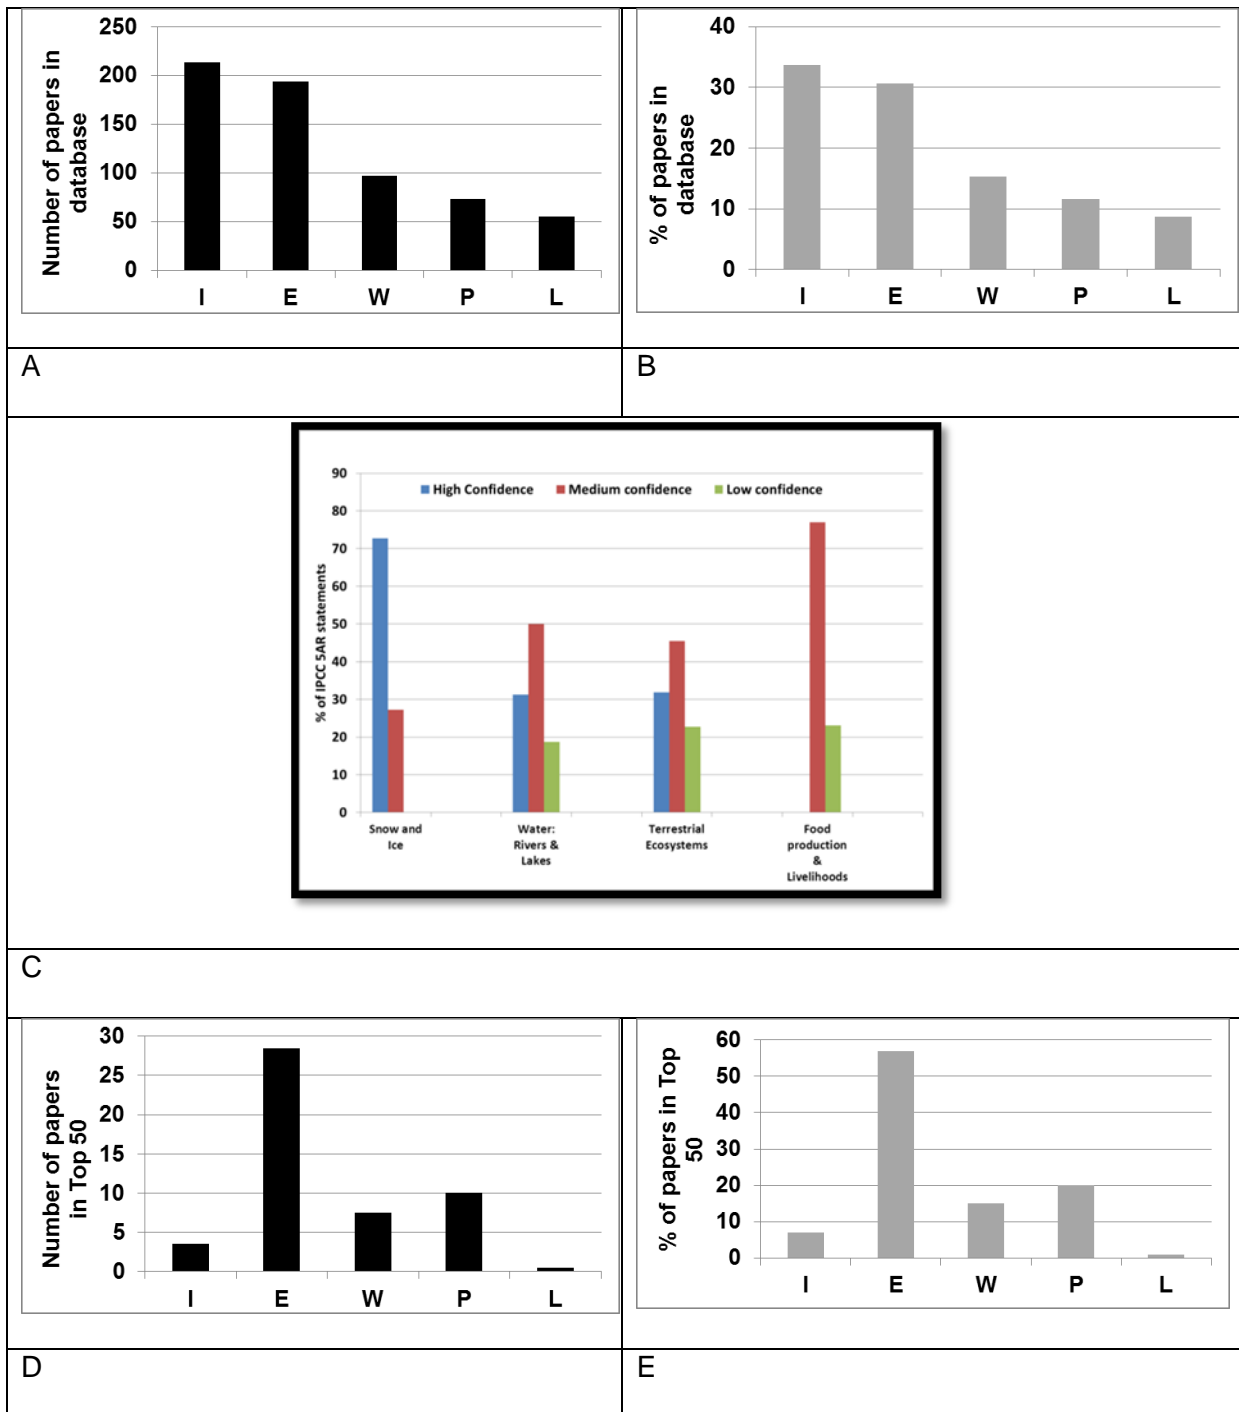 250
200
150
100
50
0
Number of papers in
database
I E W P L
40
30
20
10
0
% of papers in
database
I E W P L
A
B
90
80
70
60
50
40
30
20
10
0
% of IPCC 5AR statements
High Confidence Medium confidence Low confidence
Snow and
Ice
Water:
Rivers &
Lakes
Terrestrial
Ecosystems
Food
production
&
Livelihoods
C
30
25
20
15
10
5
0
Number of papers
in Top 50
I E W P L
60
50
40
30
20
10
0
% of papers in Top
50
I E W P L
D
E